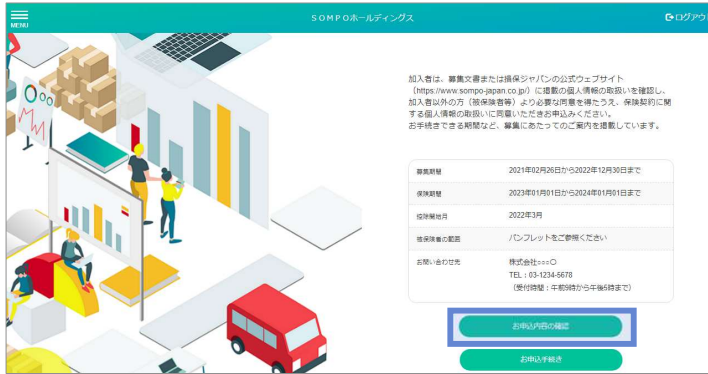 MENU
SOMPOホールディングス
ログアウ
加入者は、募集文書または損保ジャパンの公式ウェブサイト
（https://www.sompo-japan.co.jp/）に掲載の個人情報の取扱いを確認し、
加入者以外の方（被保険者等）より必要な同意を得たうえ、保険契約に関
する個人情報の取扱いに同意いただきお申込みください。
お手続きできる期間など、募集にあたってのご案内を掲載しています。
募集期間 2021年02月26日から2022年12月30日まで
保険期間 2023年01月01日から2024年01月01日まで
控除開始月 2022年3月
被保険者の範囲 パンフレットをご参照ください
お問い合わせ先 株式会社○○○○
TEL：03-1234-5678
（受付時間：午前9時から午後5時まで）
お申込内容の確認
お申込手続き